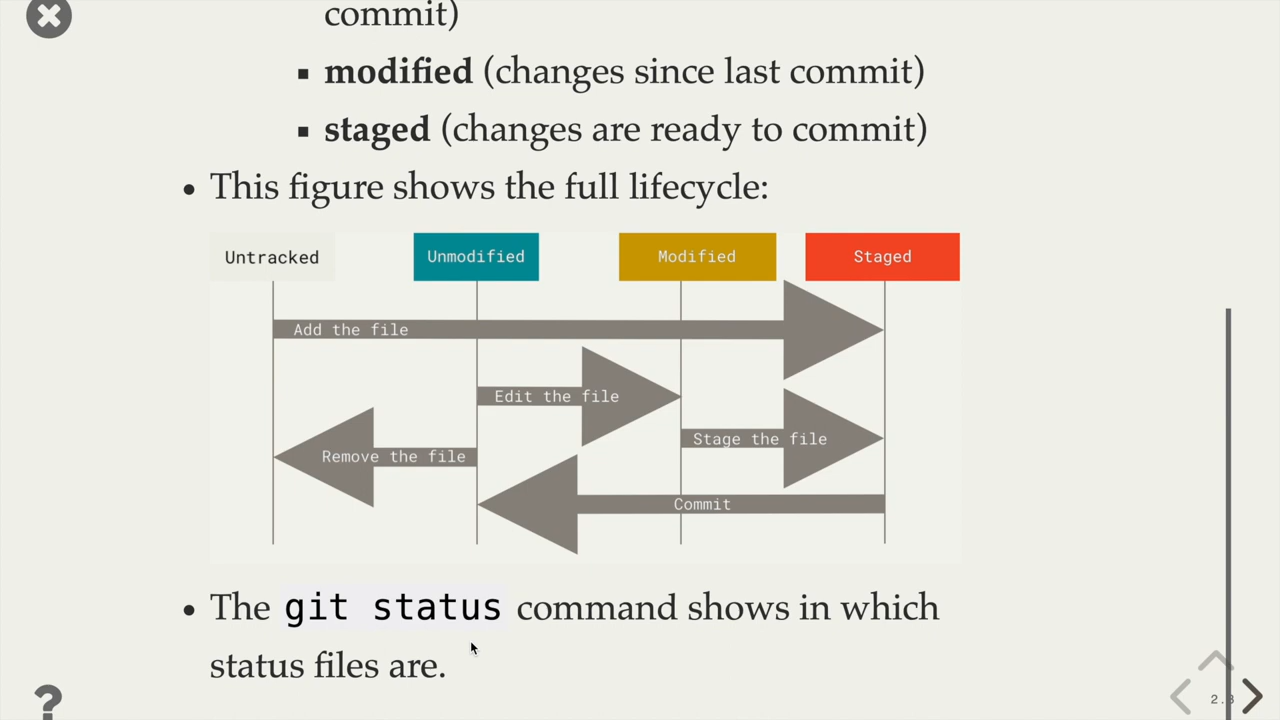 commit)
▪ modified (changes since last commit)
▪ staged (changes are ready to commit)
• This figure shows the full lifecycle:
Untracked Unmodified Modified Staged
Add the file
Edit the file
Stage the file
Remove the file
Commit
• The git status command shows in which
status files are.
?